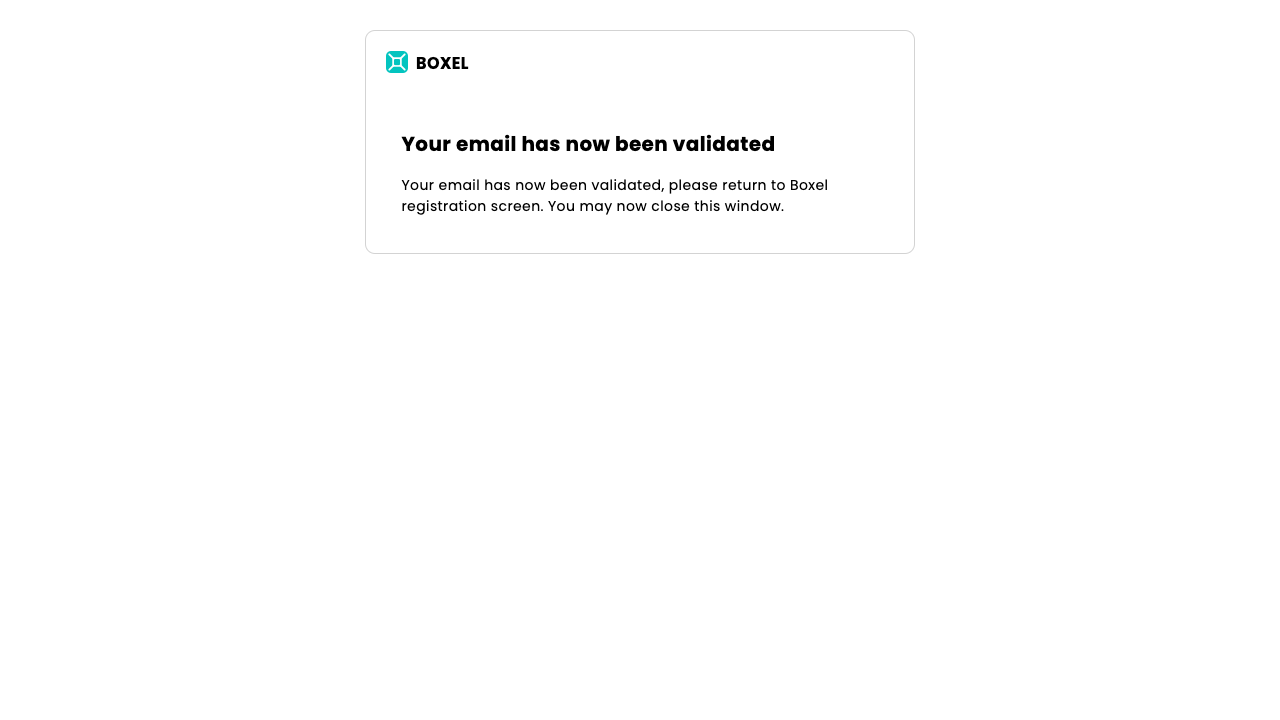 BOXEL
Your email has now been validated
Your email has now been validated, please return to Boxel
registration screen. You may now close this window.